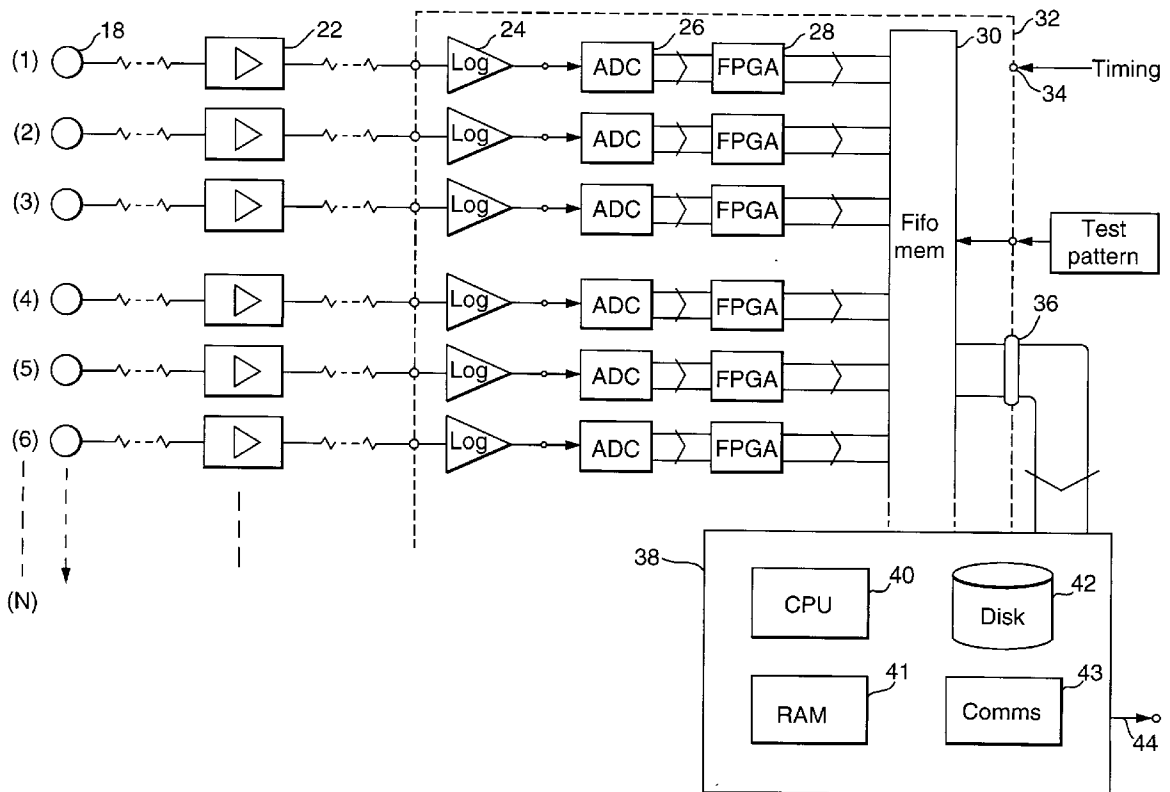 18 22 24 26 28 30 32
(1) Log ADC FPGA Timing
34
(2) Log ADC FPGA
(3) Log ADC FPGA
Fifo mem
Test pattern
(4) Log ADC FPGA
36
(5) Log ADC FPGA
(6) Log ADC FPGA
38
(N)
CPU 40
Disk 42
RAM 41
Comms 43
44